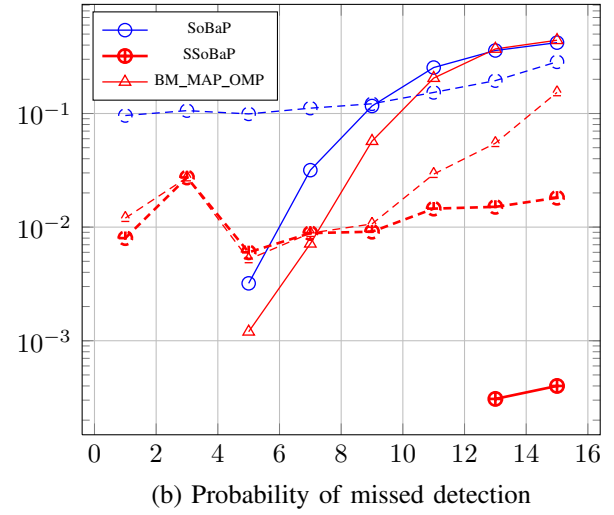 SoBaP
SSoBaP
BM_MAP_OMP
10^{-1}
10^{-2}
10^{-3}
0 2 4 6 8 10 12 14 16
(b) Probability of missed detection